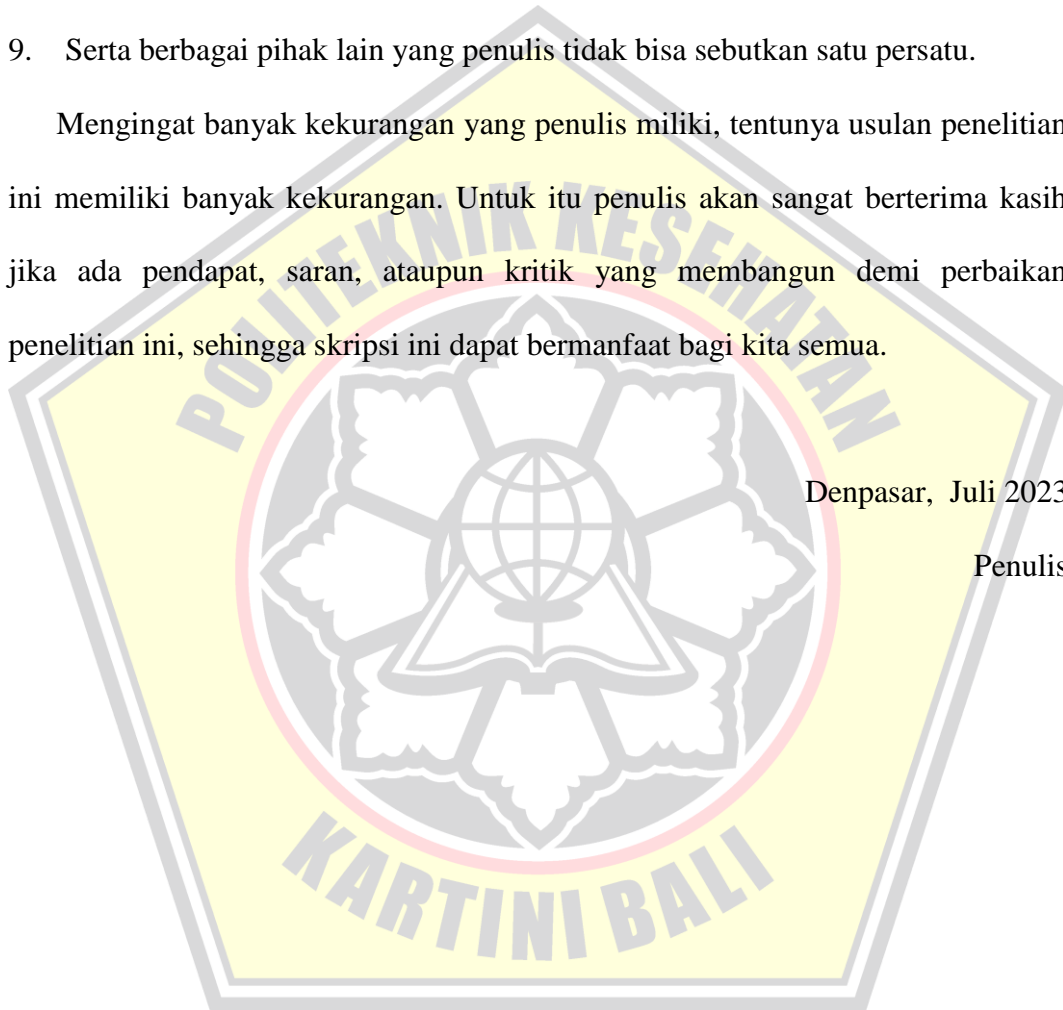 9. Serta berbagai pihak lain yang penulis tidak bisa sebutkan satu persatu.
Mengingat banyak kekurangan yang penulis miliki, tentunya usulan penelitian
ini memiliki banyak kekurangan. Untuk itu penulis akan sangat berterima kasih
jika ada pendapat, saran, ataupun kritik yang membangun demi perbaikan
penelitian ini, sehingga skripsi ini dapat bermanfaat bagi kita semua.
Denpasar, Juli 2023
Penulis
POLITEKNIK KESEHATAN
KARTINI BALI